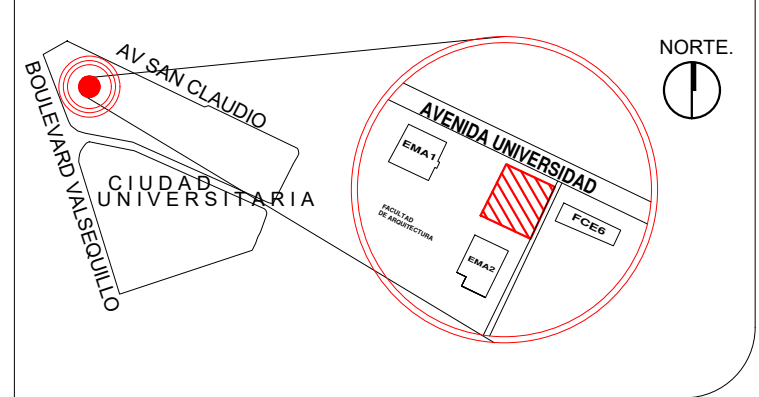 AV SAN CLAUDIO
BOULEVARD VALSEQUILLO
CIUDAD
UNIVERSITARIA
NORTE.
AVENIDA UNIVERSIDAD
EMA1
FACULTAD
DE ARQUITECTURA
EMA2
FCE6